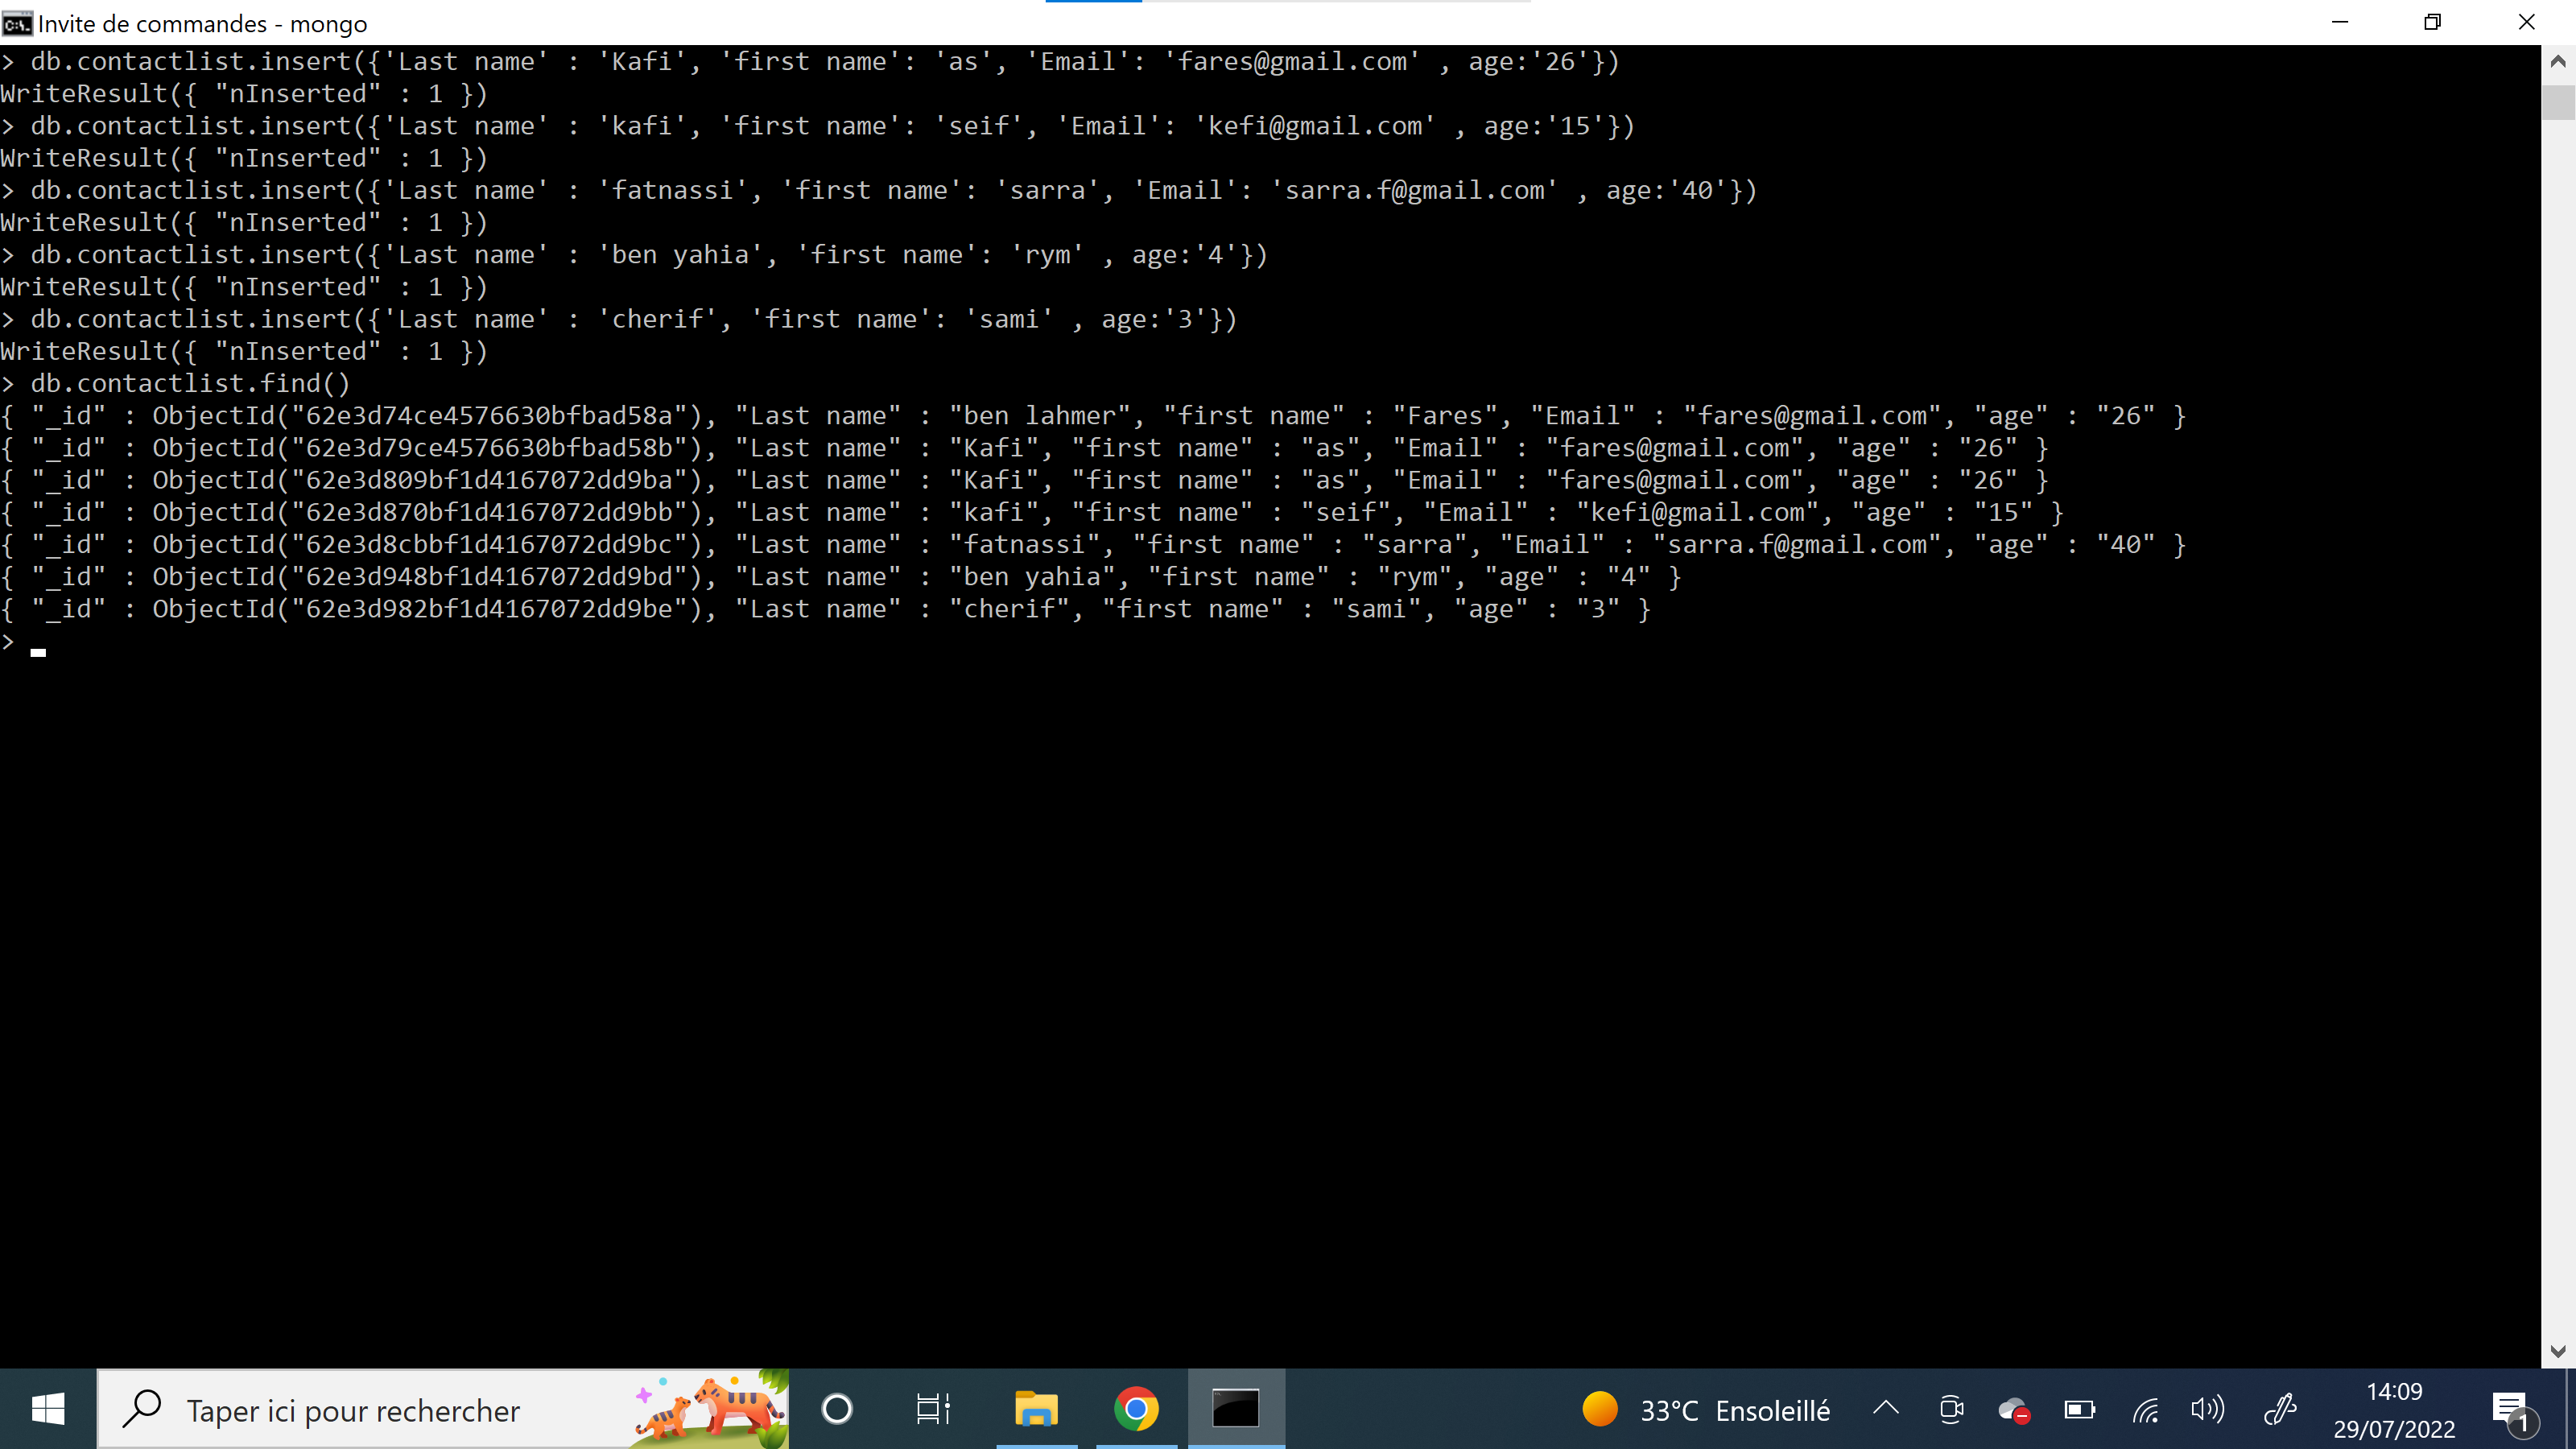 Invite de commandes - mongo
> db.contactlist.insert({'Last name' : 'Kafi', 'first name': 'as', 'Email': 'fares@gmail.com' , age:'26'})
WriteResult({ "nInserted" : 1 })
> db.contactlist.insert({'Last name' : 'kafi', 'first name': 'seif', 'Email': 'kefi@gmail.com' , age:'15'})
WriteResult({ "nInserted" : 1 })
> db.contactlist.insert({'Last name' : 'fatnassi', 'first name': 'sarra', 'Email': 'sarra.f@gmail.com' , age:'40'})
WriteResult({ "nInserted" : 1 })
> db.contactlist.insert({'Last name' : 'ben yahia', 'first name': 'rym' , age:'4'})
WriteResult({ "nInserted" : 1 })
> db.contactlist.insert({'Last name' : 'cherif', 'first name': 'sami' , age:'3'})
WriteResult({ "nInserted" : 1 })
> db.contactlist.find()
{ "_id" : ObjectId("62e3d74ce4576630bfbad58a"), "Last name" : "ben lahmer", "first name" : "Fares", "Email" : "fares@gmail.com", "age" : "26" }
{ "_id" : ObjectId("62e3d79ce4576630bfbad58b"), "Last name" : "Kafi", "first name" : "as", "Email" : "fares@gmail.com", "age" : "26" }
{ "_id" : ObjectId("62e3d809bf1d4167072dd9ba"), "Last name" : "Kafi", "first name" : "as", "Email" : "fares@gmail.com", "age" : "26" }
{ "_id" : ObjectId("62e3d870bf1d4167072dd9bb"), "Last name" : "kafi", "first name" : "seif", "Email" : "kefi@gmail.com", "age" : "15" }
{ "_id" : ObjectId("62e3d8cbbf1d4167072dd9bc"), "Last name" : "fatnassi", "first name" : "sarra", "Email" : "sarra.f@gmail.com", "age" : "40" }
{ "_id" : ObjectId("62e3d948bf1d4167072dd9bd"), "Last name" : "ben yahia", "first name" : "rym", "age" : "4" }
{ "_id" : ObjectId("62e3d982bf1d4167072dd9be"), "Last name" : "cherif", "first name" : "sami", "age" : "3" }
>
Taper ici pour rechercher
33°C Ensoleillé
14:09
29/07/2022
1